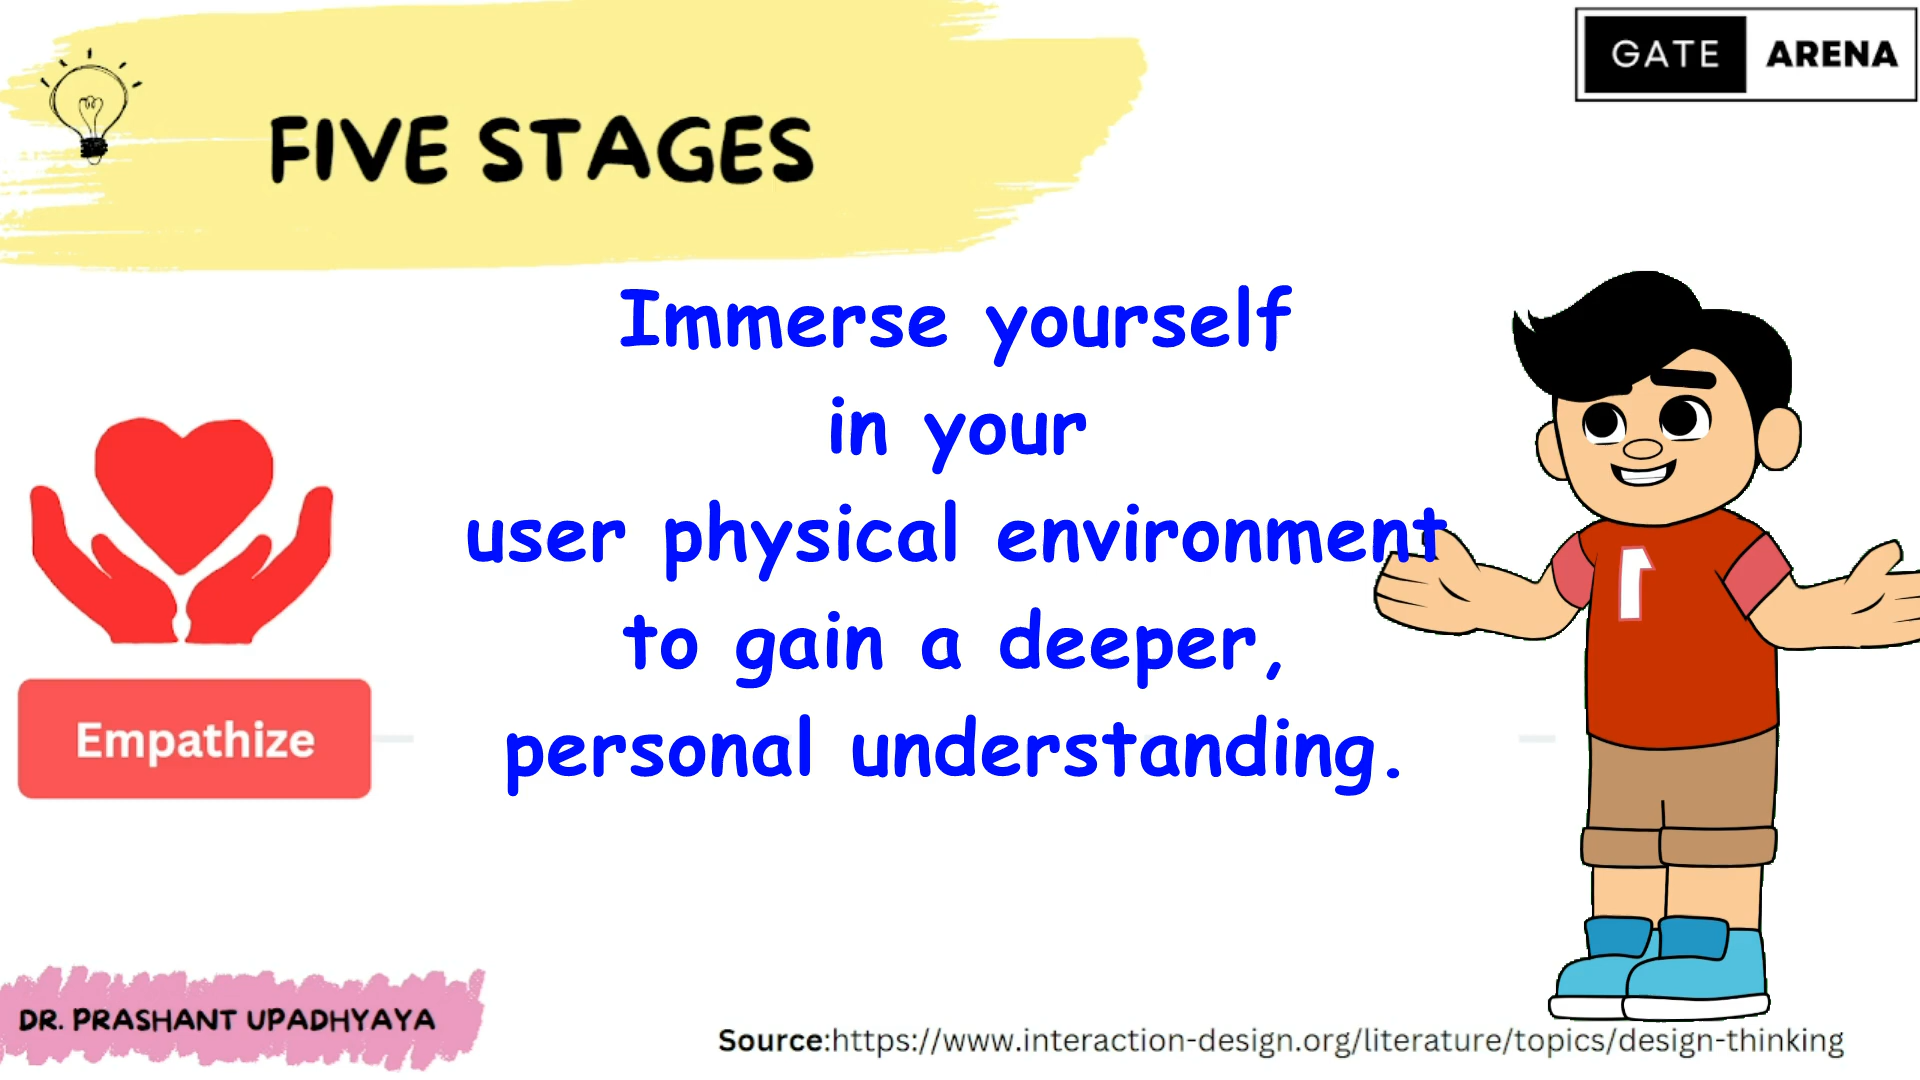 GATE ARENA
FIVE STAGES
Immerse yourself
in your
user physical environment
to gain a deeper,
personal understanding.
1
Empathize
DR. PRASHANT UPADHYAYA
Source:https://www.interaction-design.org/literature/topics/design-thinking